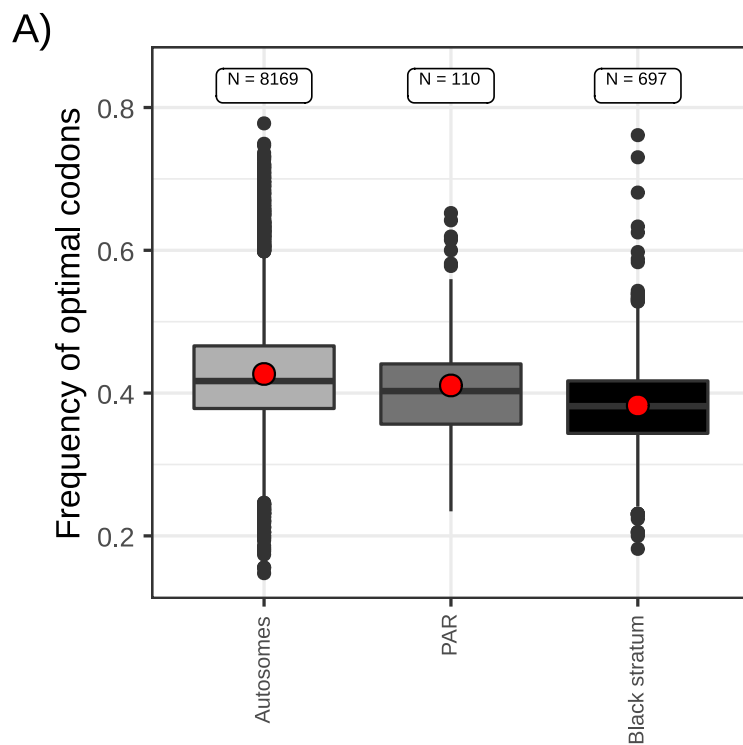 A)
N = 8169
N = 110
N = 697
Frequency of optimal codons
0.8
0.6
0.4
0.2
Autosomes
PAR
Black stratum